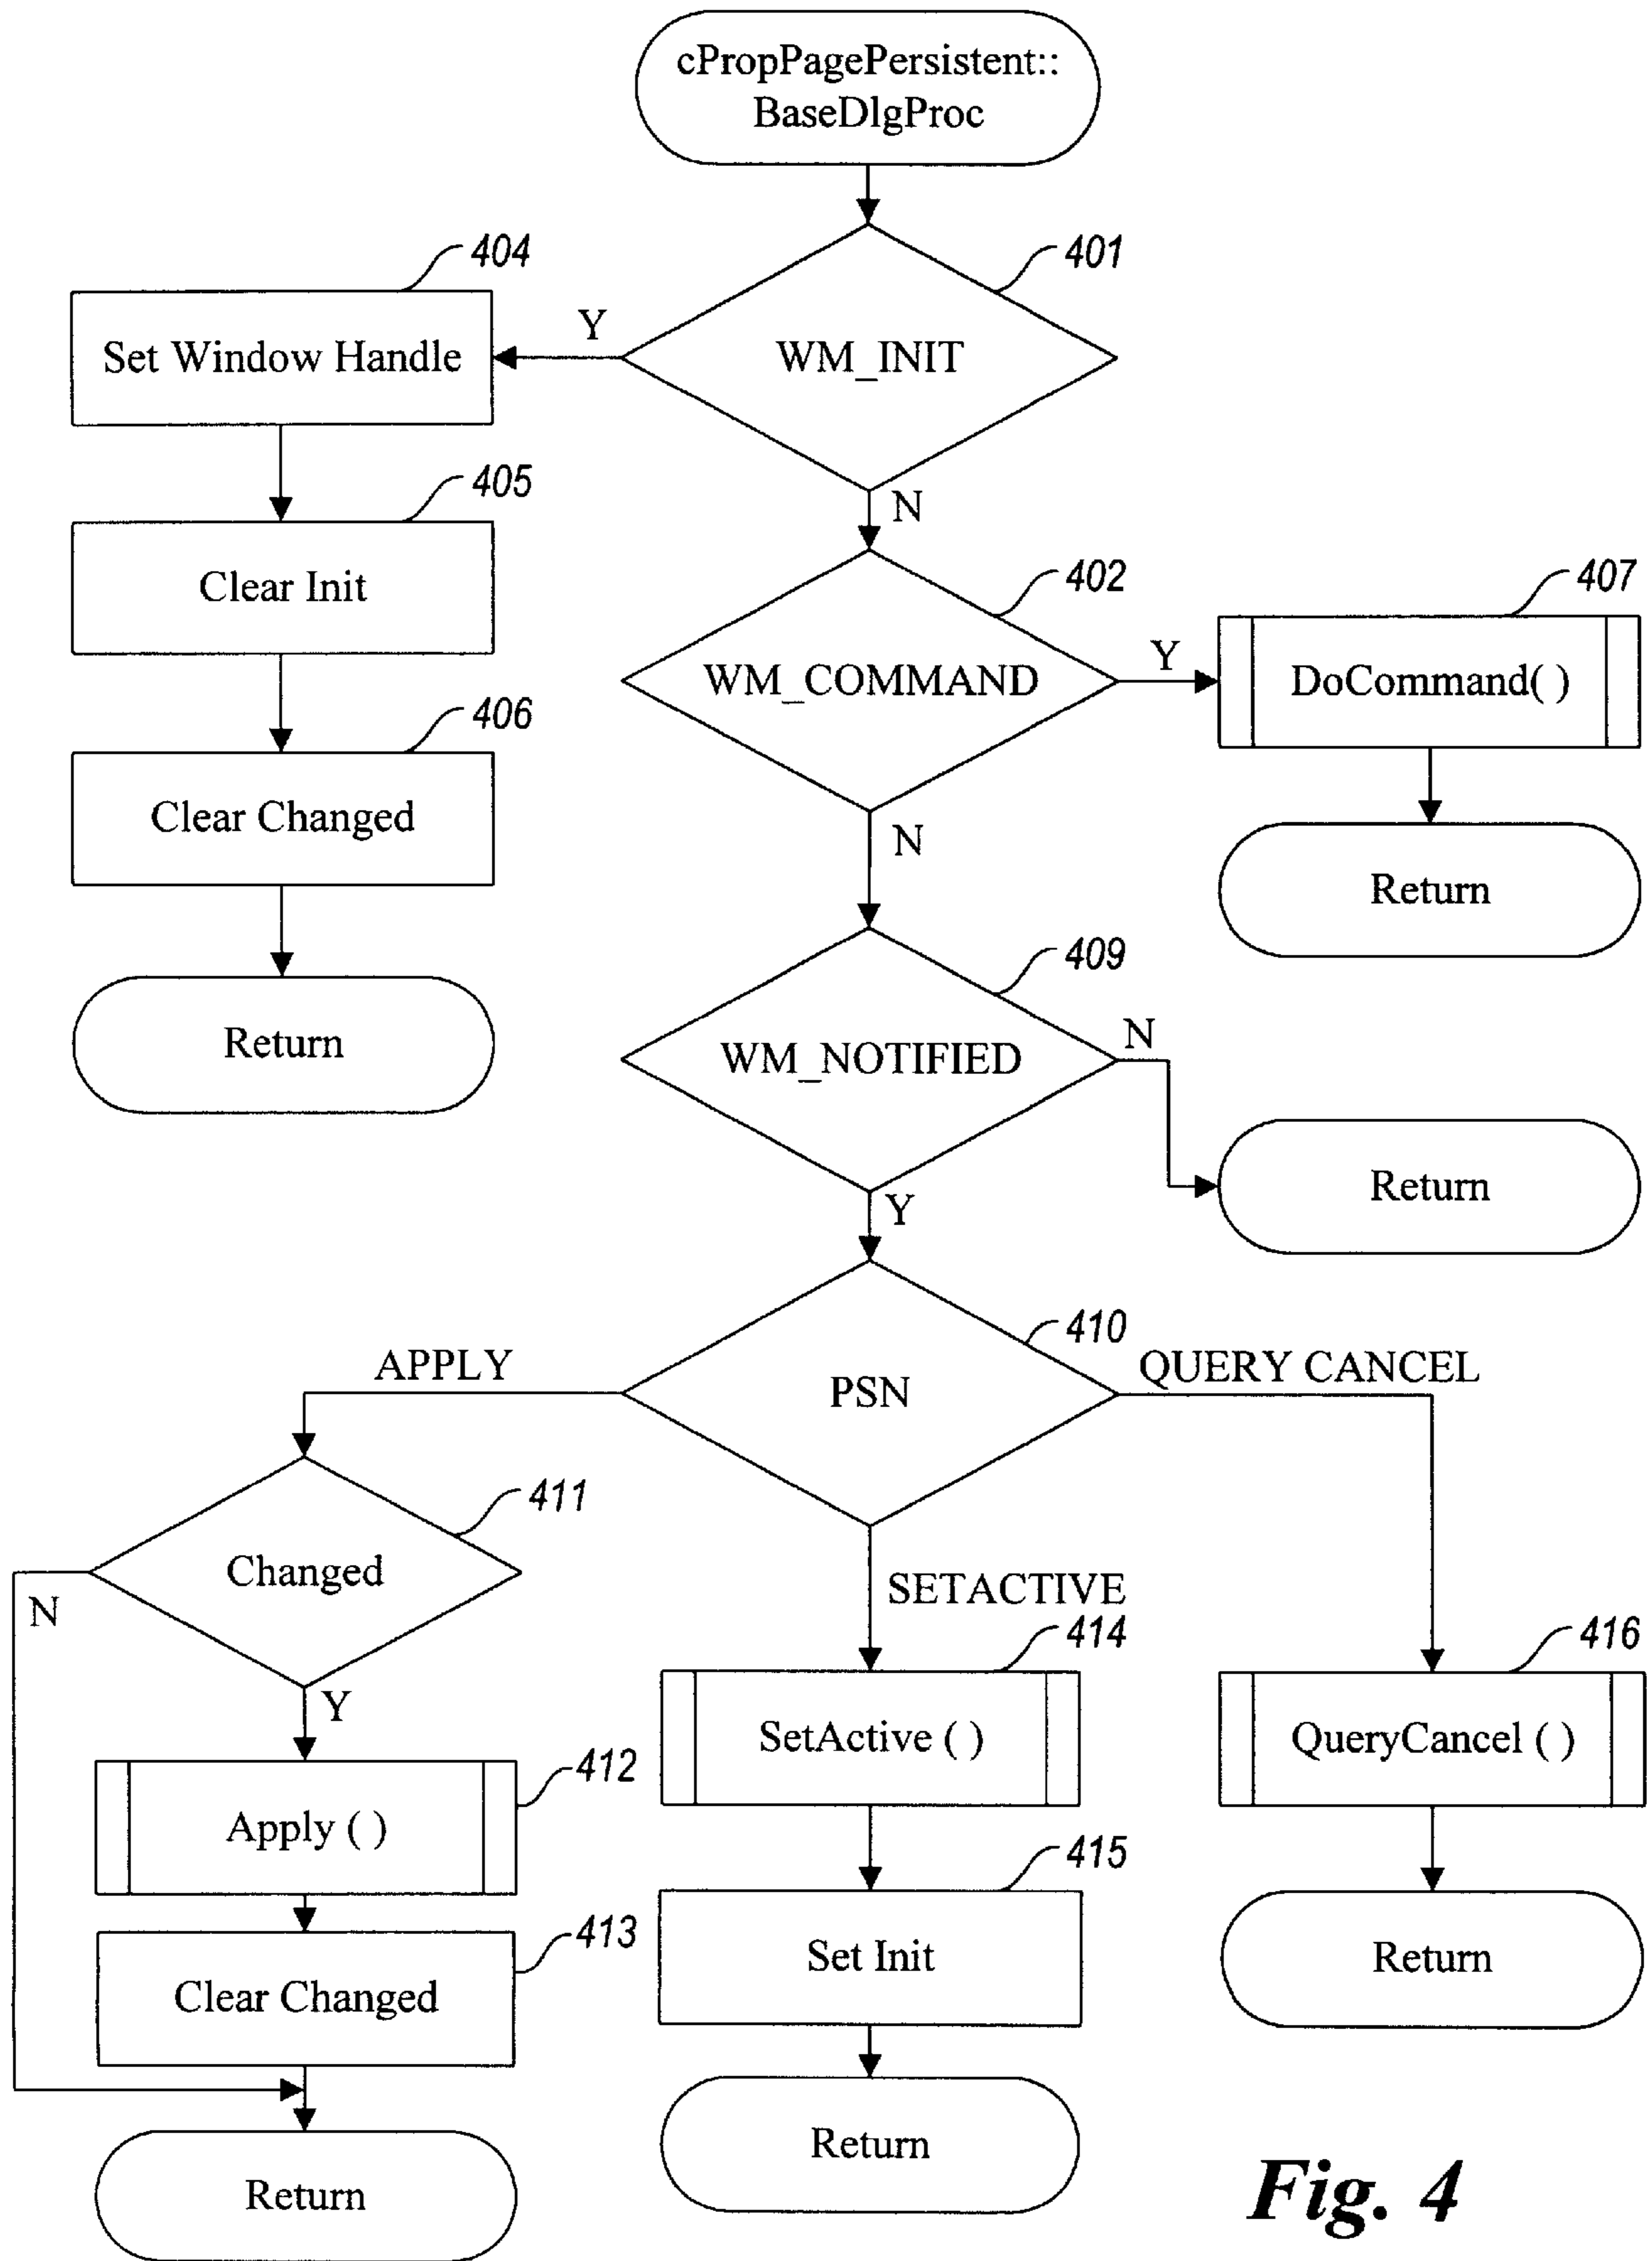 cPropPagePersistent::
BaseDlgProc
404
401
Set Window Handle
Y
WM_INIT
N
405
Clear Init
402
407
WM_COMMAND
Y
DoCommand( )
406
Clear Changed
N
Return
409
WM_NOTIFIED
N
Return
Return
Y
410
APPLY
PSN
QUERY CANCEL
411
Changed
N
SETACTIVE
414
416
Y
SetActive ( )
QueryCancel ( )
412
Apply ( )
415
413
Clear Changed
Set Init
Return
Return
Return
Fig. 4